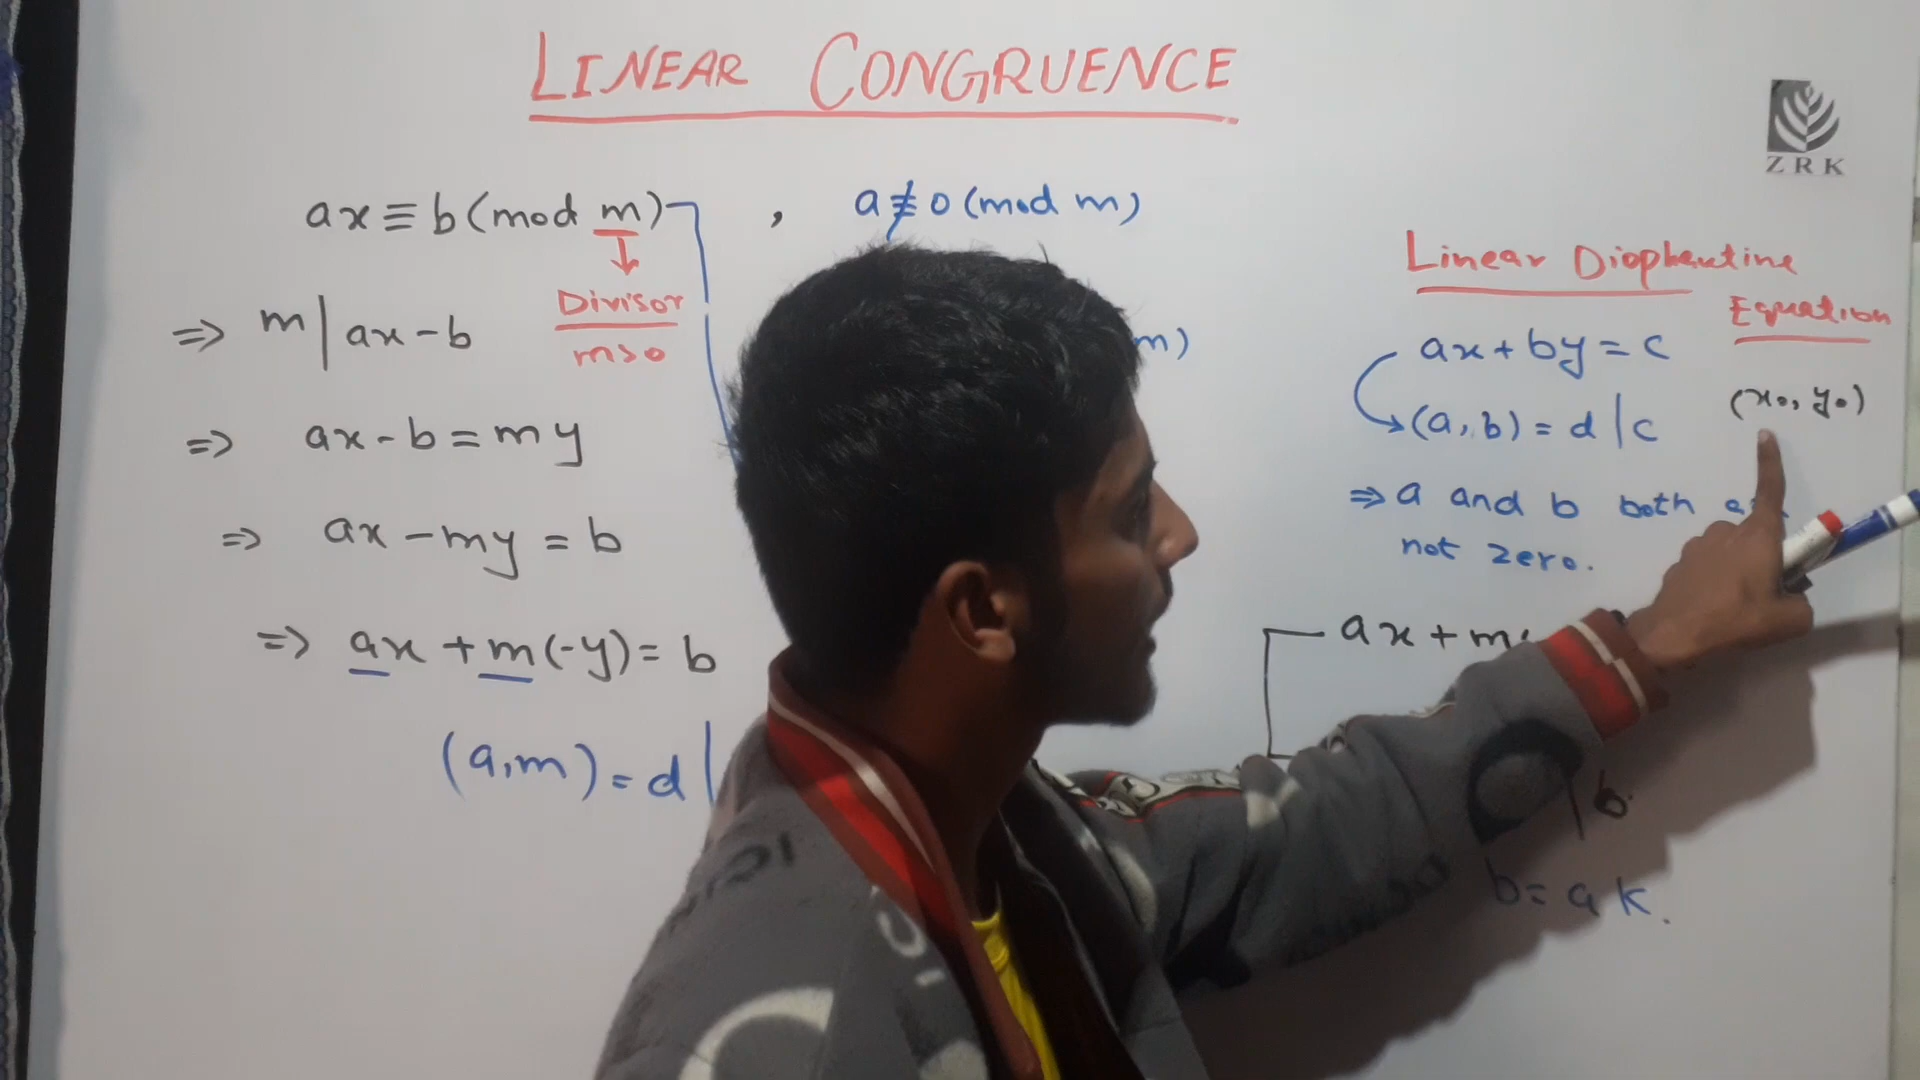 LINEAR CONGRUENCE
ZRK
ax ≡ b (mod m) , a ≢ 0 (mod m)
Divisor
m>0
⇒ m | ax - b
⇒ ax - b = my
⇒ ax - my = b
⇒ ax + m(-y) = b
(a,m) = d |
m)
Linear Diophantine
Equation
ax + by = c
(x₀, y₀)
(a, b) = d | c
⇒ a and b both
not zero.
ax + m
| b.
b = ak.